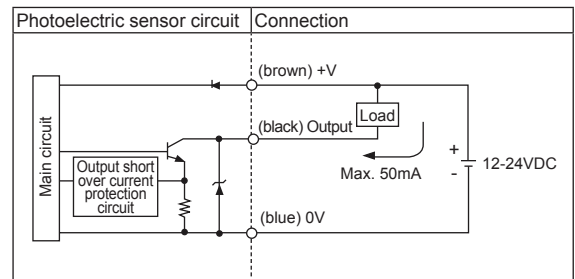 Photoelectric sensor circuit
Connection
(brown) +V
Load
(black) Output
Main circuit
Output short
over current
protection
circuit
Max. 50mA
+
-
12-24VDC
(blue) 0V